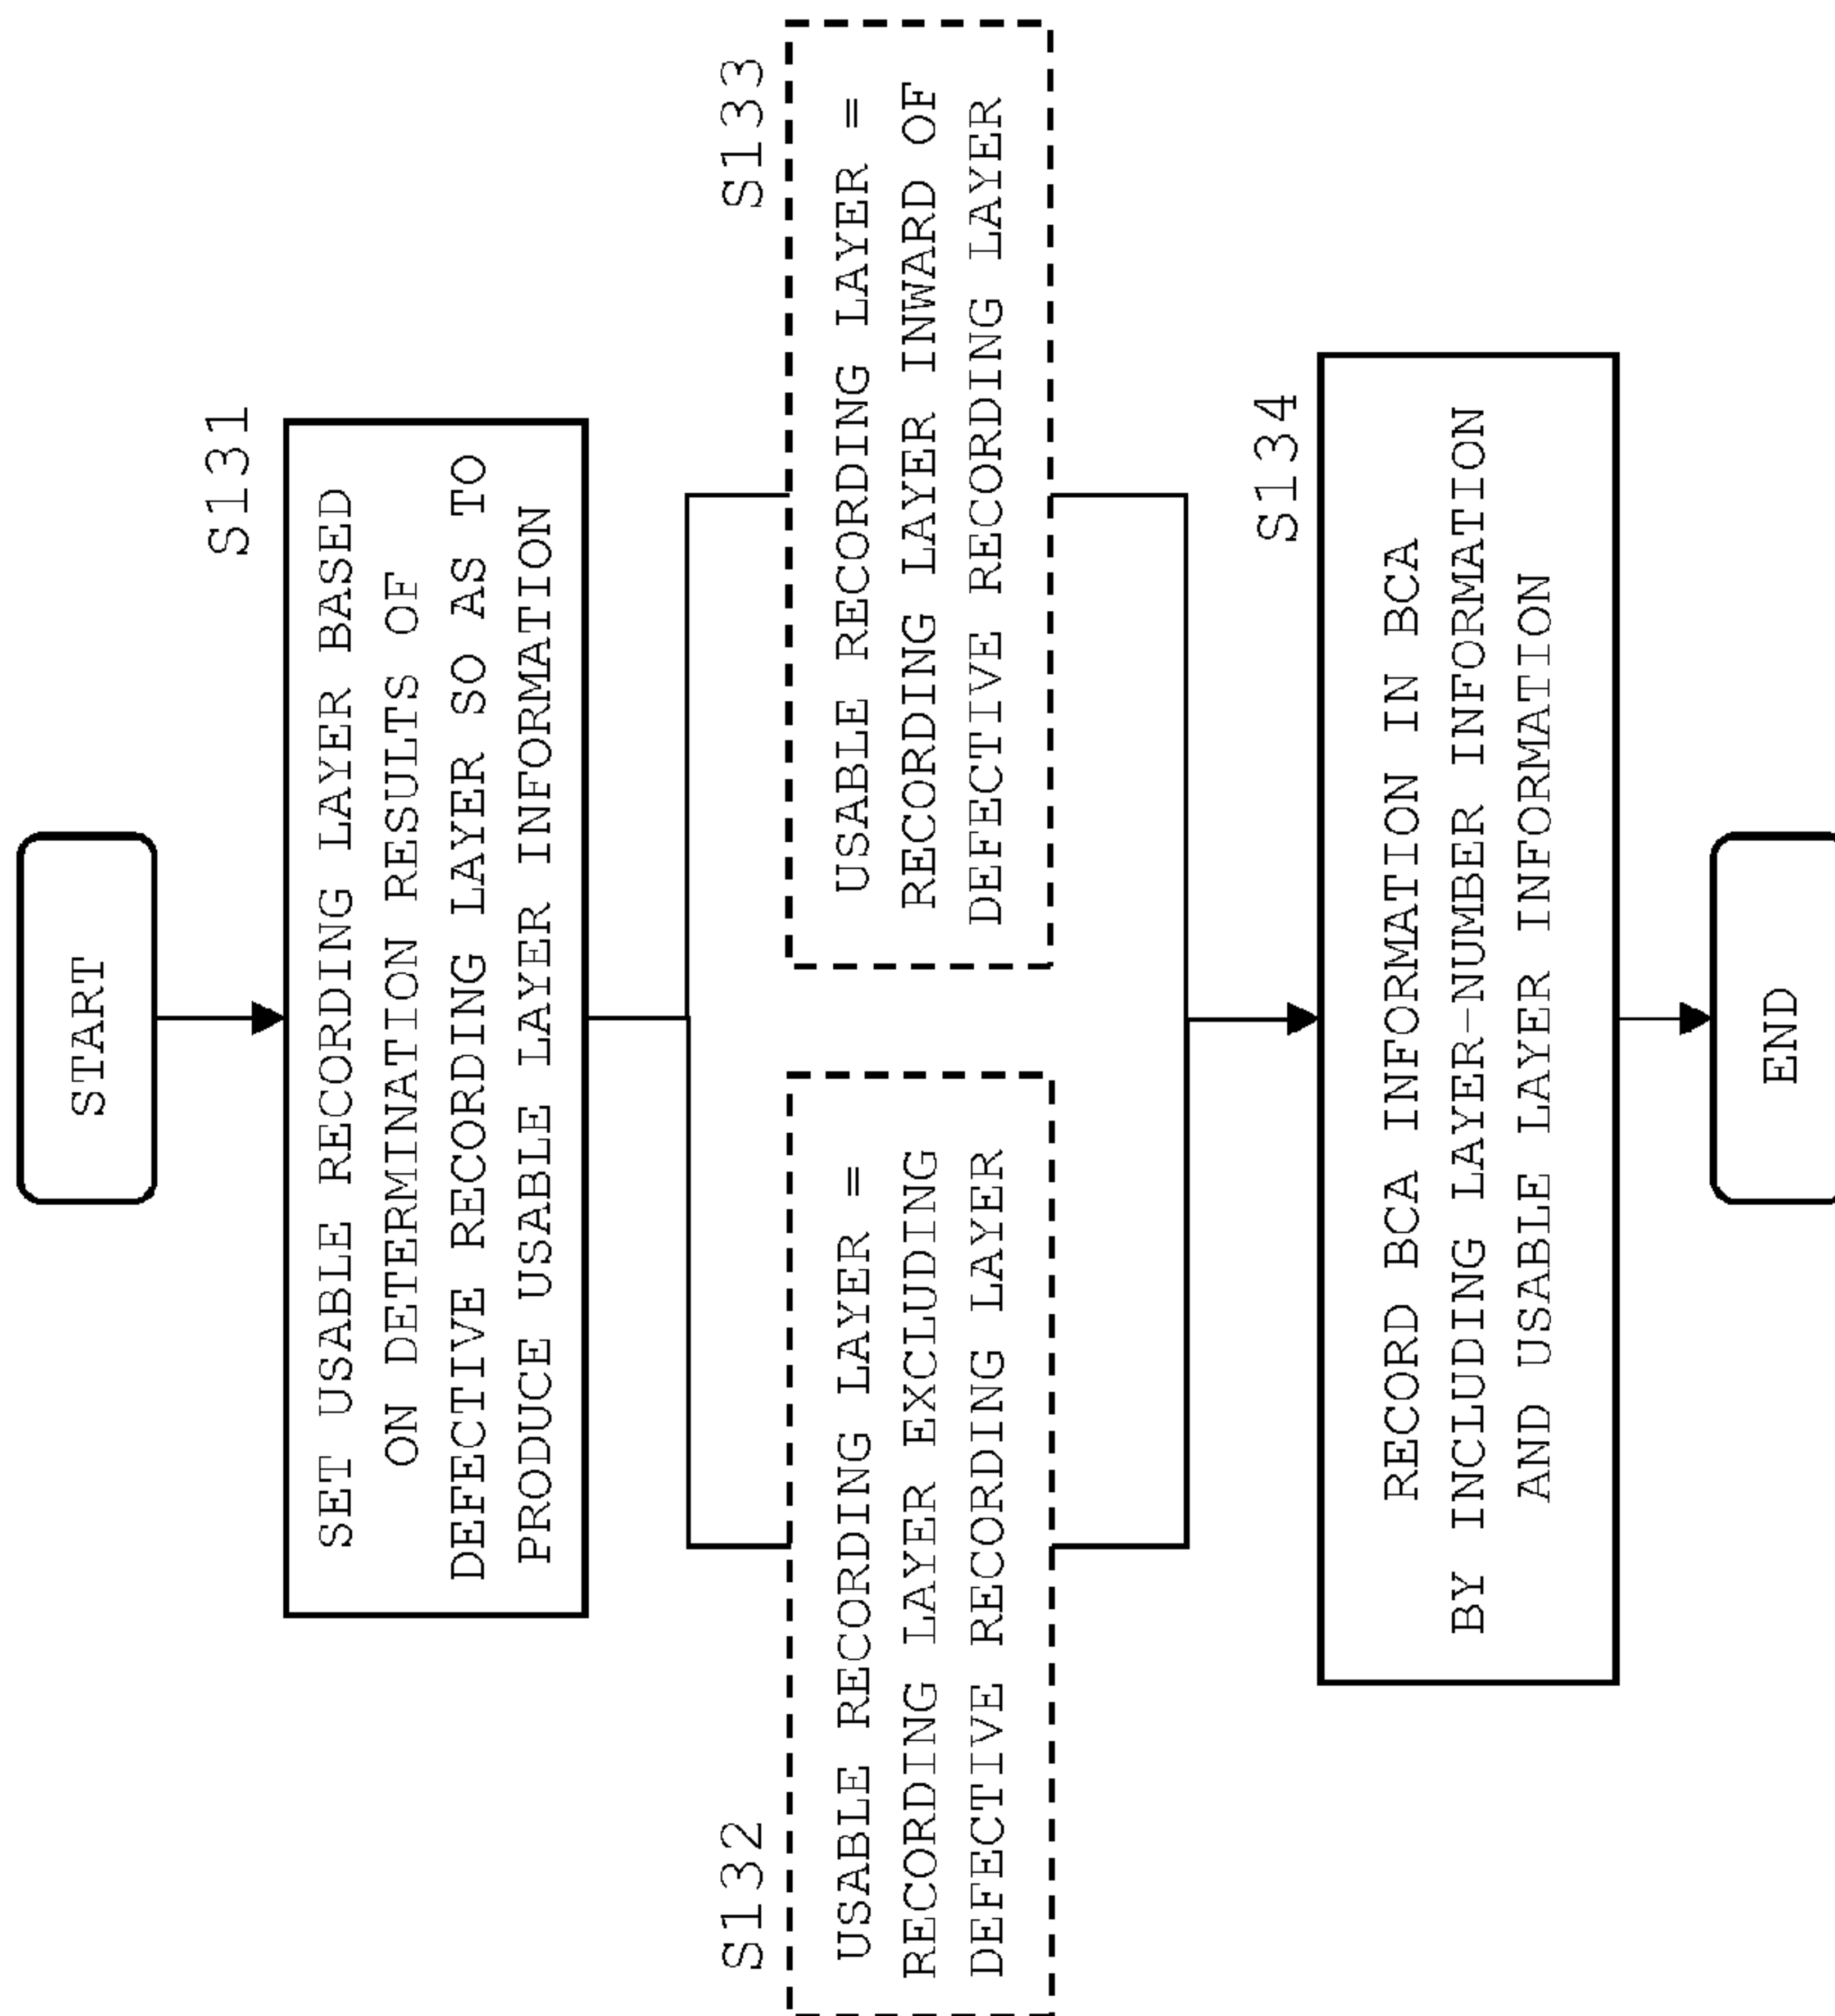 START
S131
SET USABLE RECORDING LAYER BASED
ON DETERMINATION RESULTS OF
DEFECTIVE RECORDING LAYER SO AS TO
PRODUCE USABLE LAYER INFORMATION
S132
USABLE RECORDING LAYER =
RECORDING LAYER EXCLUDING
DEFECTIVE RECORDING LAYER
S133
USABLE RECORDING LAYER =
RECORDING LAYER INWARD OF
DEFECTIVE RECORDING LAYER
S134
RECORD BCA INFORMATION IN BCA
BY INCLUDING LAYER-NUMBER INFORMATION
AND USABLE LAYER INFORMATION
END